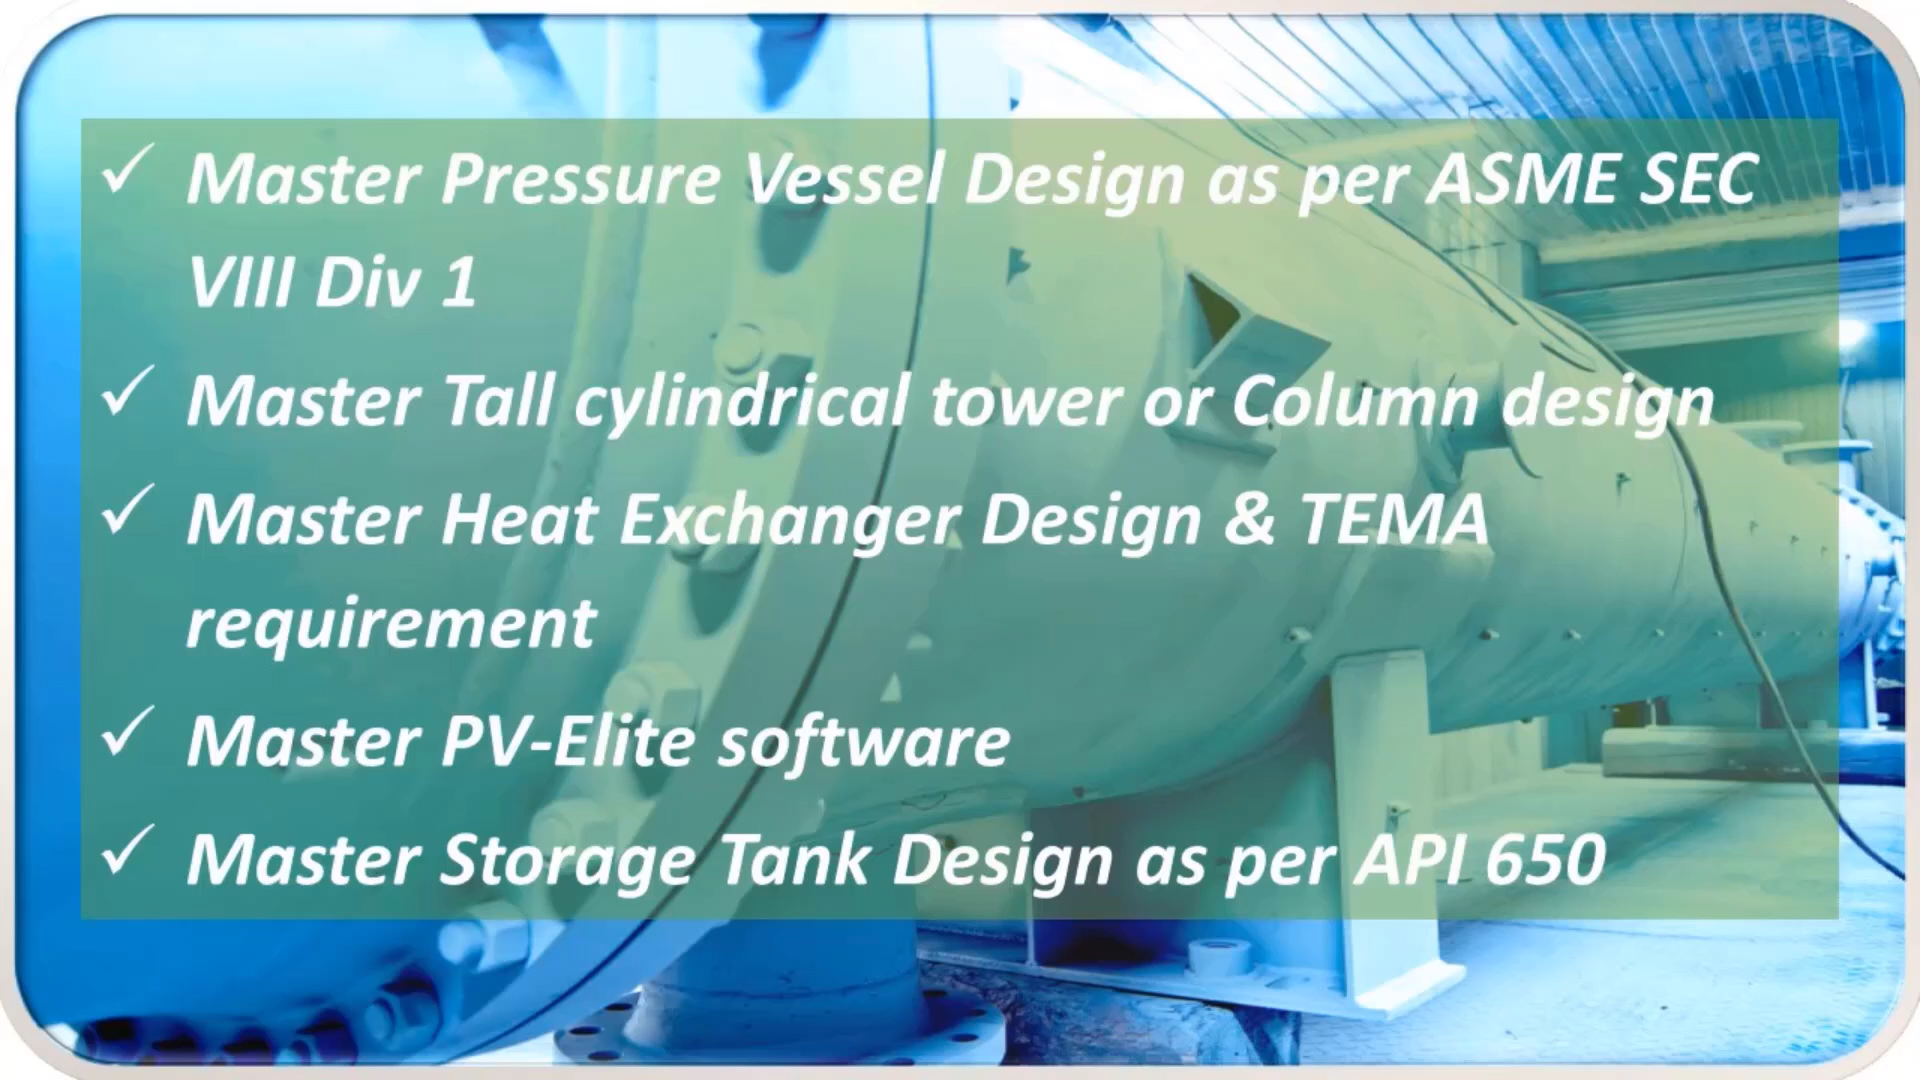 ✓ Master Pressure Vessel Design as per ASME SEC
VIII Div 1
✓ Master Tall cylindrical tower or Column design
✓ Master Heat Exchanger Design & TEMA
requirement
✓ Master PV-Elite software
✓ Master Storage Tank Design as per API 650